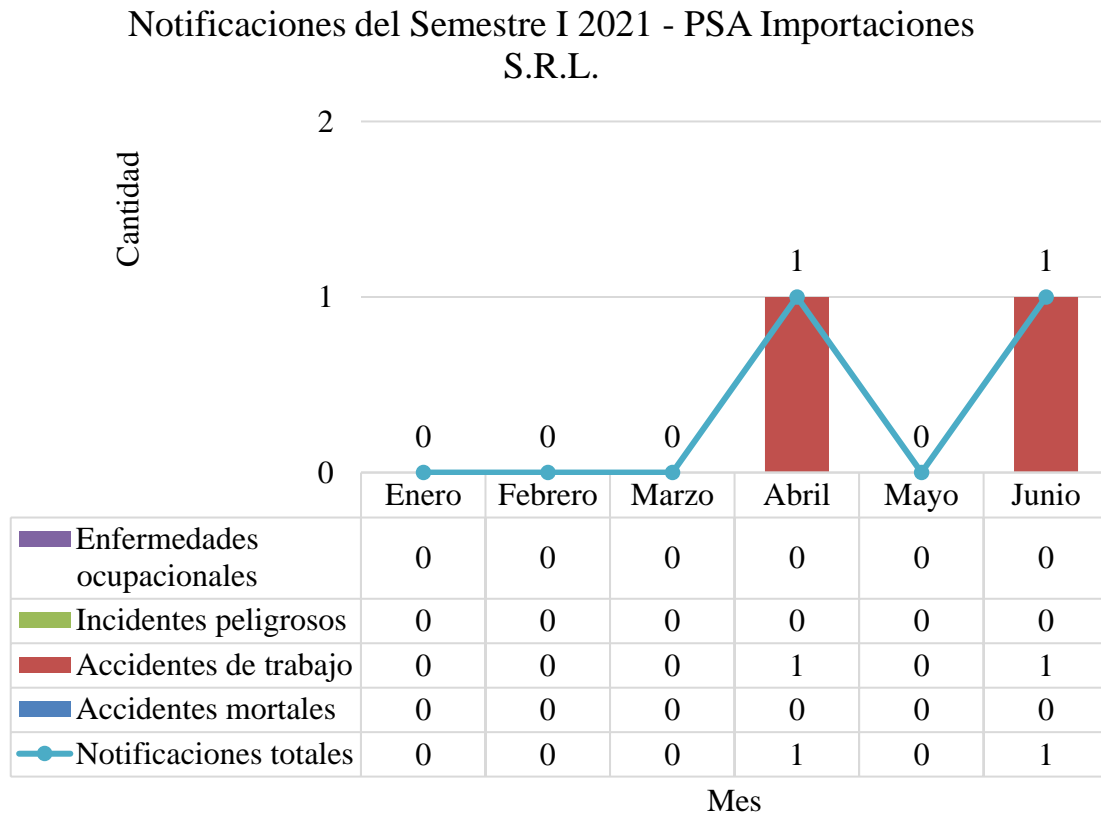 Notificaciones del Semestre I 2021 - PSA Importaciones
S.R.L.
Cantidad
2
1
0
0
0
0
1
0
1
Enero Febrero Marzo Abril Mayo Junio
Enfermedades
ocupacionales 0 0 0 0 0 0
Incidentes peligrosos 0 0 0 0 0 0
Accidentes de trabajo 0 0 0 1 0 1
Accidentes mortales 0 0 0 0 0 0
Notificaciones totales 0 0 0 1 0 1
Mes